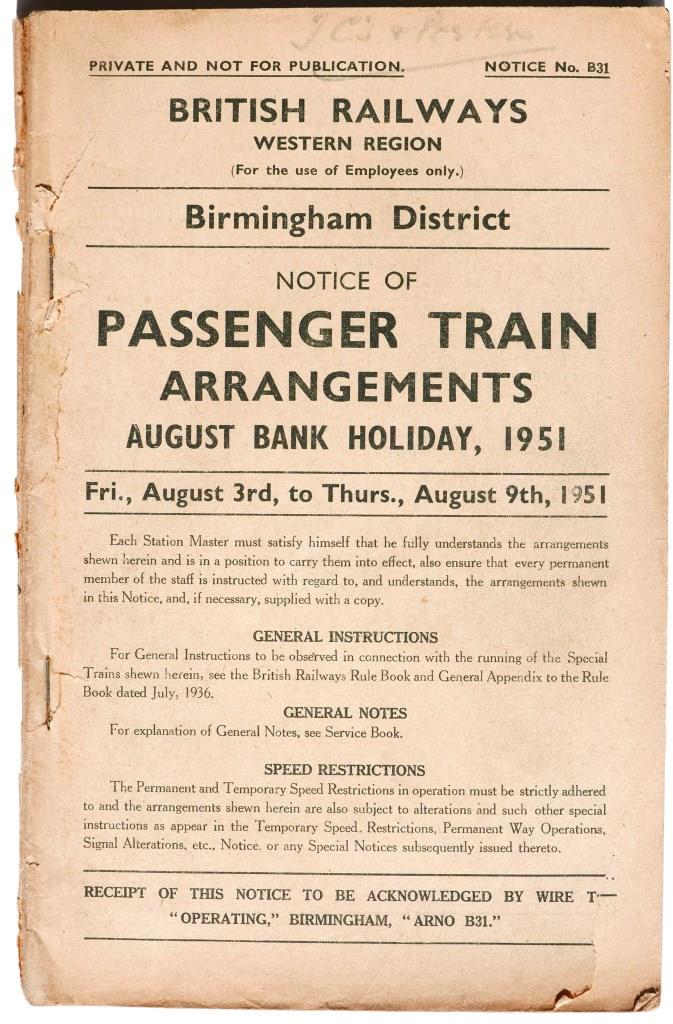 PRIVATE AND NOT FOR PUBLICATION. NOTICE No. B31
BRITISH RAILWAYS
WESTERN REGION
(For the use of Employees only.)
Birmingham District
NOTICE OF
PASSENGER TRAIN
ARRANGEMENTS
AUGUST BANK HOLIDAY, 1951
Fri., August 3rd, to Thurs., August 9th, 1951
Each Station Master must satisfy himself that he fully understands the arrangements
shewn herein and is in a position to carry them into effect, also ensure that every permanent
member of the staff is instructed with regard to, and understands, the arrangements shewn
in this Notice, and, if necessary, supplied with a copy.
GENERAL INSTRUCTIONS
For General Instructions to be observed in connection with the running of the Special
Trains shewn herein, see the British Railways Rule Book and General Appendix to the Rule
Book dated July, 1936.
GENERAL NOTES
For explanation of General Notes, see Service Book.
SPEED RESTRICTIONS
The Permanent and Temporary Speed Restrictions in operation must be strictly adhered
to and the arrangements shewn herein are also subject to alterations and such other special
instructions as appear in the Temporary Speed, Restrictions, Permanent Way Operations,
Signal Alterations, etc., Notice, or any Special Notices subsequently issued thereto.
RECEIPT OF THIS NOTICE TO BE ACKNOWLEDGED BY WIRE T
"OPERATING," BIRMINGHAM, "ARNO B31."